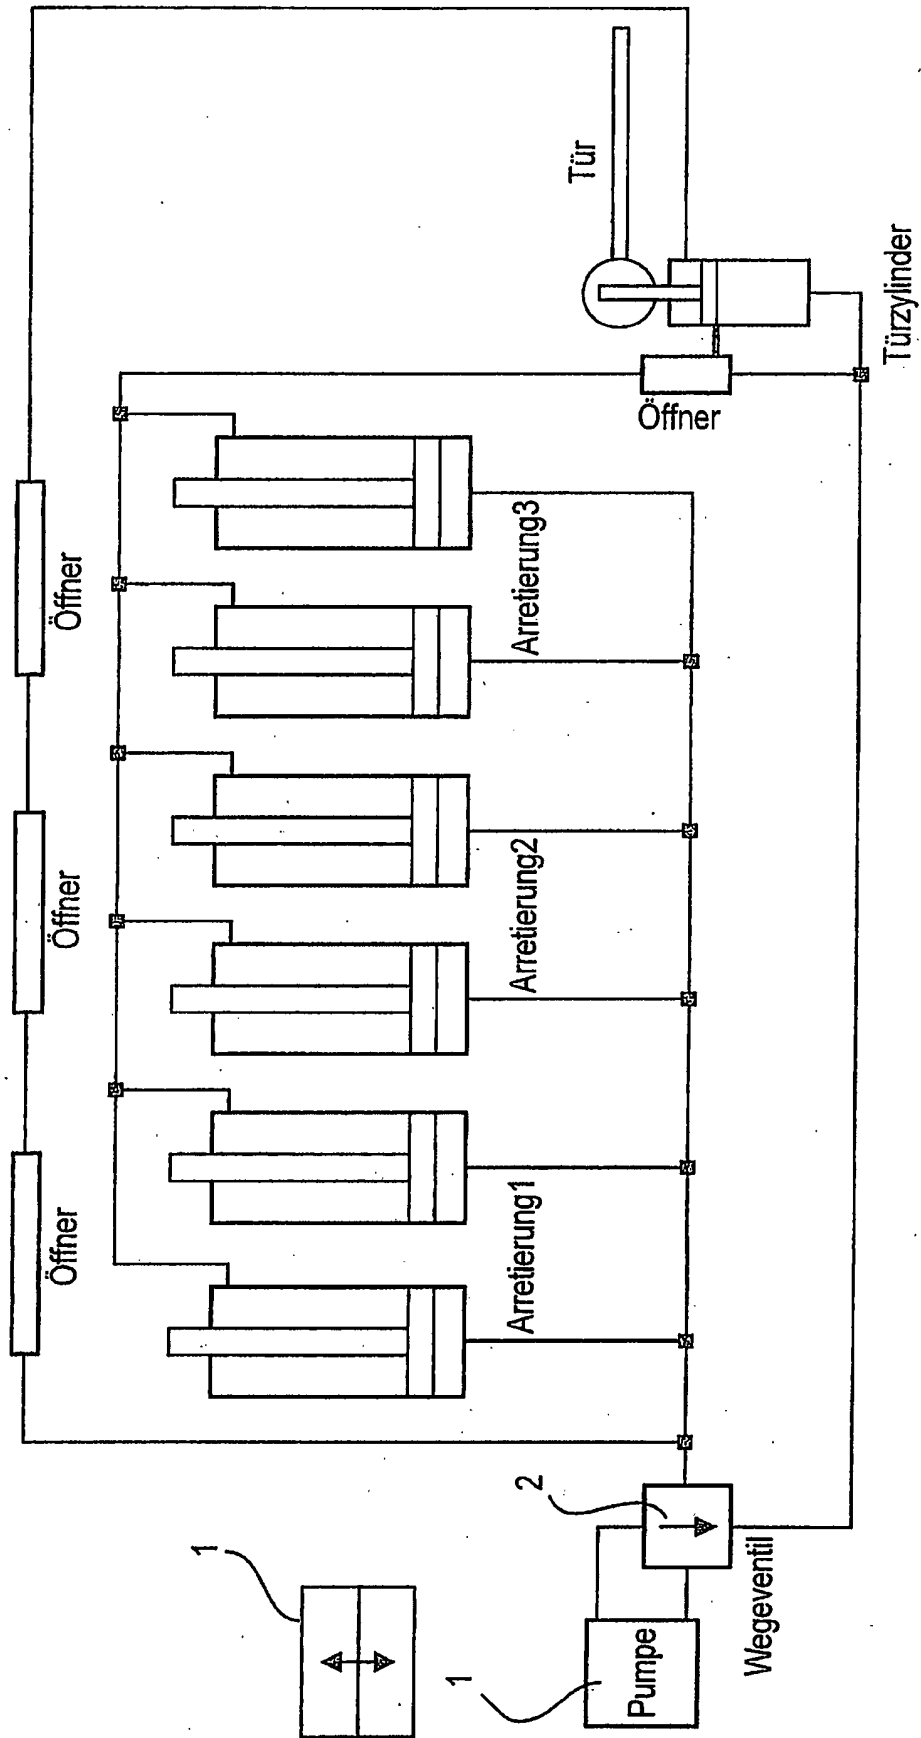 Öffner
Öffner
Öffner
Tür
Türzylinder
Öffner
Arretierung1
Arretierung2
Arretierung3
1
1
Pumpe
2
Wegeventil